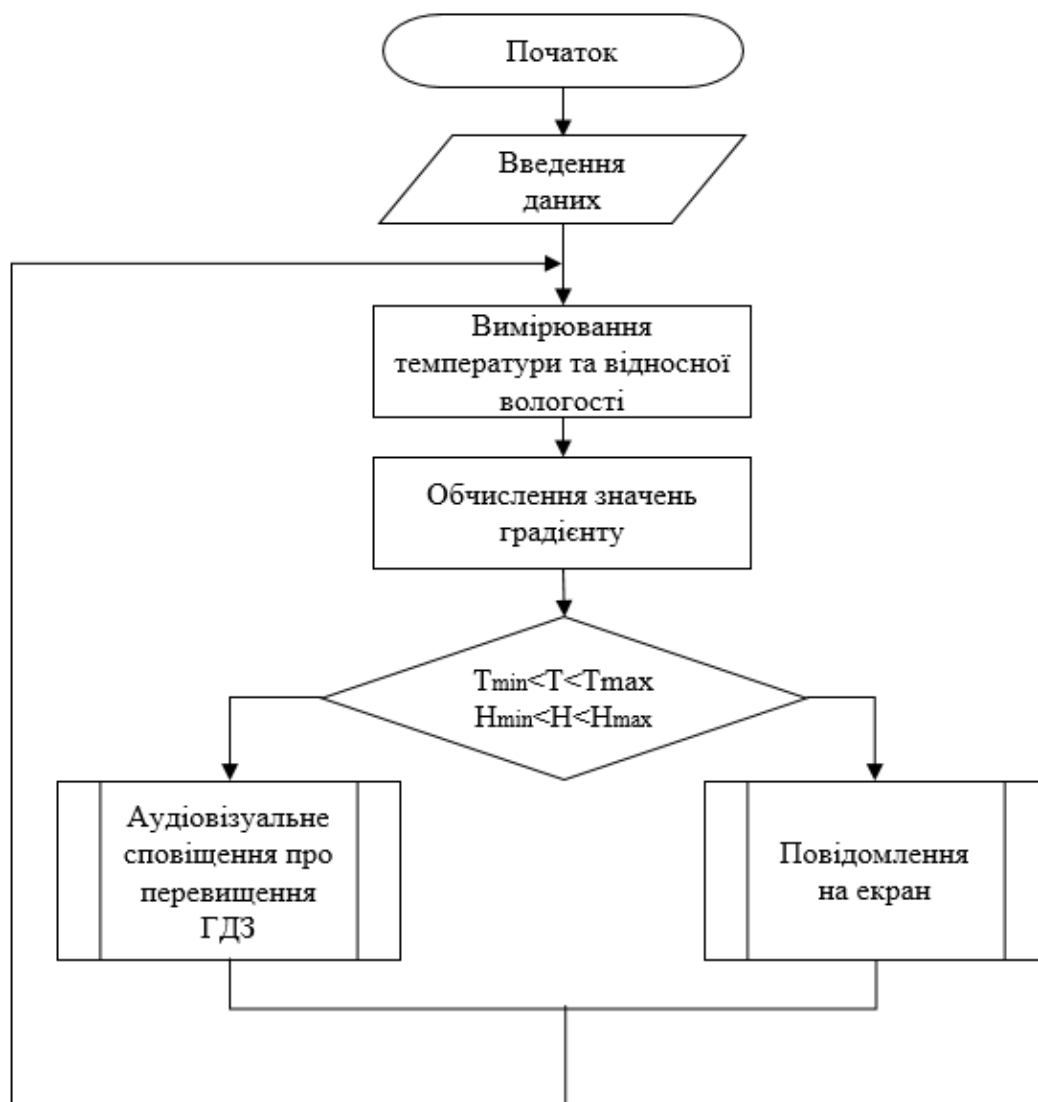 Початок
Введення
даних
Вимірювання
температури та відносної
вологості
Обчислення значень
градієнту
Tmin<T<Tmax
Hmin<H<Hmax
Аудіовізуальне
сповіщення про
перевищення
ГДЗ
Повідомлення
на екран